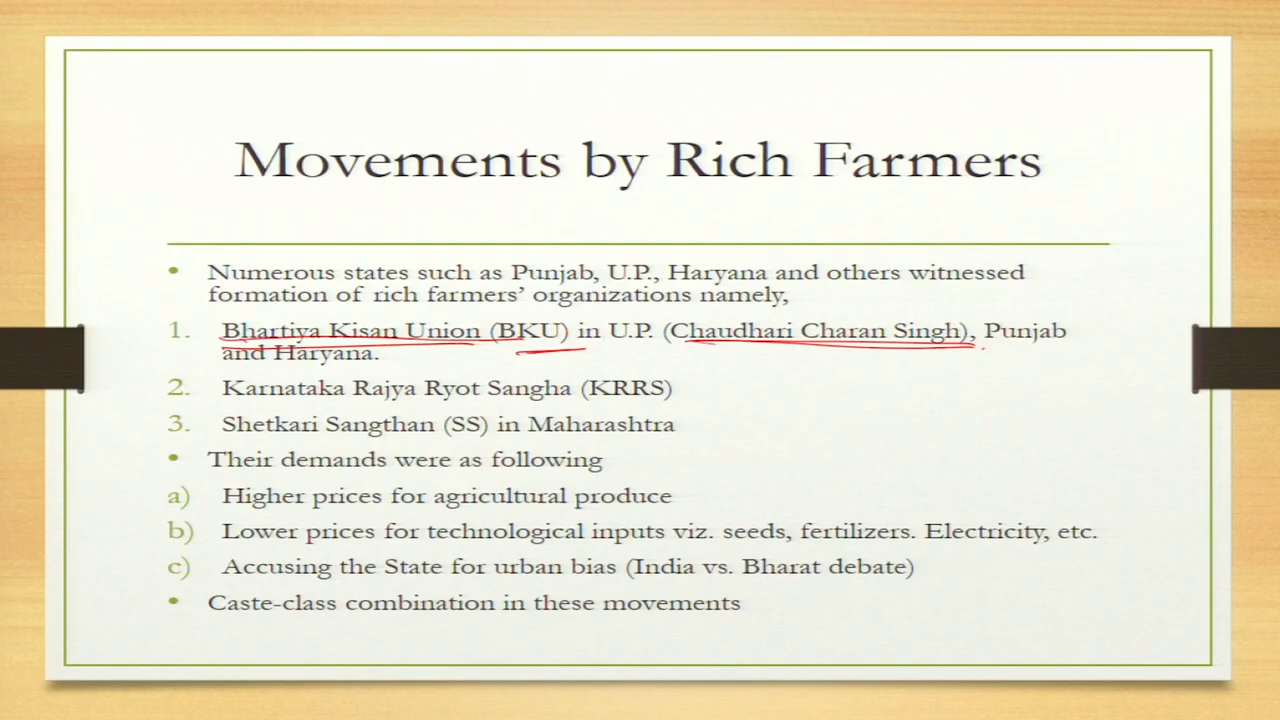 Movements by Rich Farmers
• Numerous states such as Punjab, U.P., Haryana and others witnessed
formation of rich farmers’ organizations namely,
1. Bhartiya Kisan Union (BKU) in U.P. (Chaudhari Charan Singh), Punjab
and Haryana.
2. Karnataka Rajya Ryot Sangha (KRRS)
3. Shetkari Sangthan (SS) in Maharashtra
• Their demands were as following
a) Higher prices for agricultural produce
b) Lower prices for technological inputs viz. seeds, fertilizers. Electricity, etc.
c) Accusing the State for urban bias (India vs. Bharat debate)
• Caste-class combination in these movements